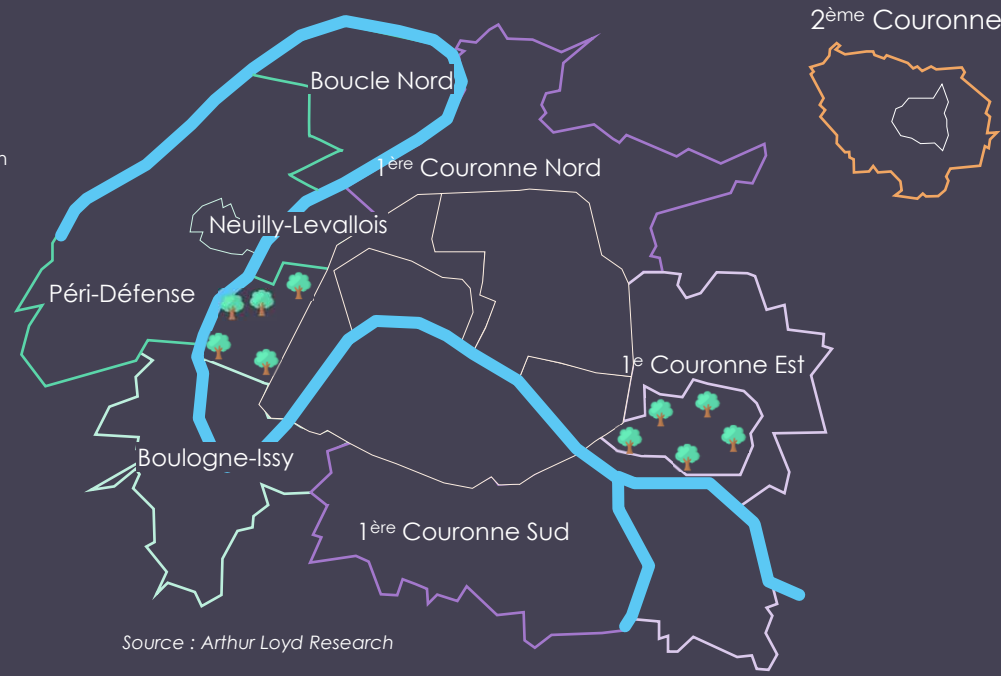 2ème Couronne
Boucle Nord
1ère Couronne Nord
Neuilly-Levallois
Péri-Défense
1e Couronne Est
Boulogne-Issy
1ère Couronne Sud
Source : Arthur Loyd Research